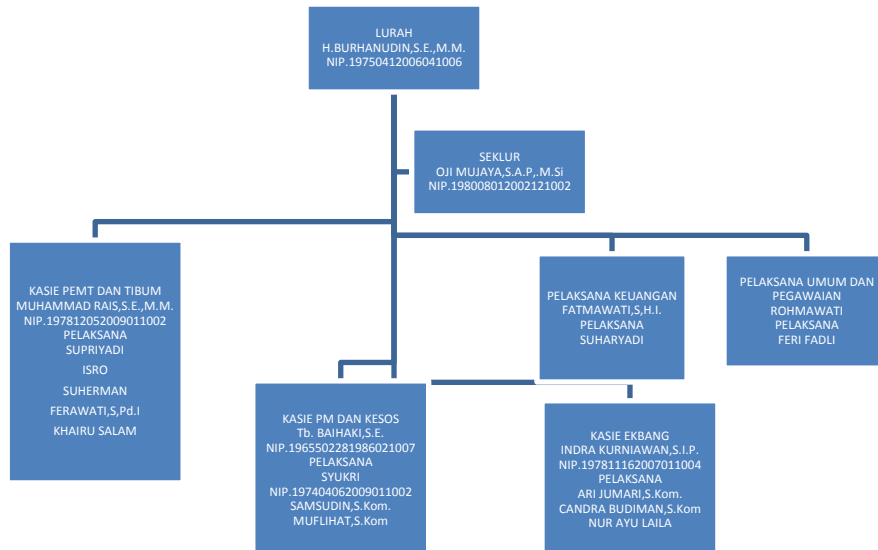 LURAH
H.BURHANUDIN,S.E.,M.M.
NIP.19750412006041006
SEKLUR
OJI MUJAYA,S.A.P,.M.Si
NIP.198008012002121002
KASIE PEMT DAN TIBUM
MUHAMMAD RAIS,S.E.,M.M.
NIP.197812052009011002
PELAKSANA
SUPRIYADI
ISRO
SUHERMAN
FERAWATI,S,Pd.I
KHAIRU SALAM
PELAKSANA KEUANGAN
FATMAWATI,S,H.I.
PELAKSANA
SUHARYADI
PELAKSANA UMUM DAN
PEGAWAIAN
ROHMAWATI
PELAKSANA
FERI FADLI
KASIE PM DAN KESOS
Tb. BAIHAKI,S.E.
NIP.1965502281986021007
PELAKSANA
SYUKRI
NIP.197404062009011002
SAMSUDIN,S.Kom.
MUFLIHAT,S.Kom
KASIE EKBANG
INDRA KURNIAWAN,S.I.P.
NIP.197811162007011004
PELAKSANA
ARI JUMARI,S.Kom.
CANDRA BUDIMAN,S.Kom
NUR AYU LAILA